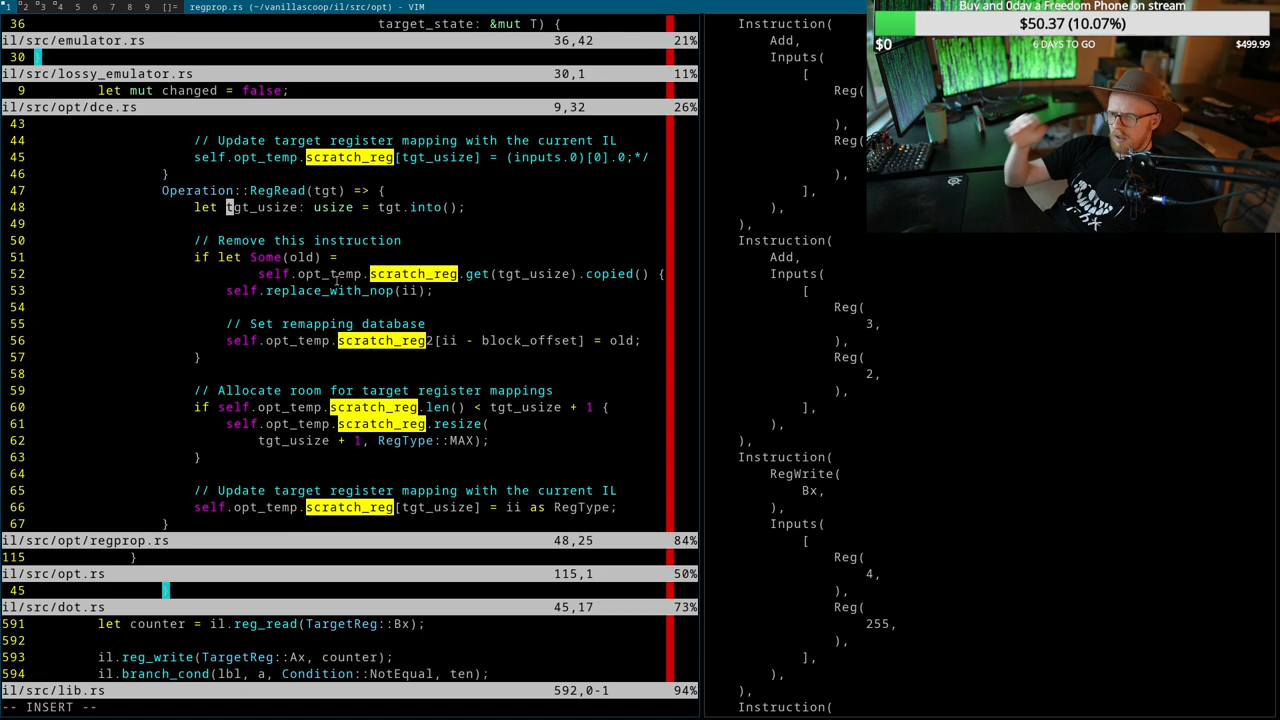 1 2 3 4 5 6 7 8 9 []= regprop.rs (~/vanillascoop/il/src/opt) - VIM
36                                            target_state: &mut T) {
il/src/emulator.rs 36,42 21%
30 }
il/src/lossy_emulator.rs 30,1 11%
9         let mut changed = false;
il/src/opt/dce.rs 9,32 26%
43
44                     // Update target register mapping with the current IL
45                     self.opt_temp.scratch_reg[tgt_usize] = (inputs.0)[0].0;*/
46                 }
47                 Operation::RegRead(tgt) => {
48                     let tgt_usize: usize = tgt.into();
49
50                     // Remove this instruction
51                     if let Some(old) =
52                             self.opt_temp.scratch_reg.get(tgt_usize).copied() {
53                         self.replace_with_nop(ii);
54
55                         // Set remapping database
56                         self.opt_temp.scratch_reg2[ii - block_offset] = old;
57                     }
58
59                     // Allocate room for target register mappings
60                     if self.opt_temp.scratch_reg.len() < tgt_usize + 1 {
61                         self.opt_temp.scratch_reg.resize(
62                             tgt_usize + 1, RegType::MAX);
63                     }
64
65                     // Update target register mapping with the current IL
66                     self.opt_temp.scratch_reg[tgt_usize] = ii as RegType;
67                 }
il/src/opt/regprop.rs 48,25 84%
115             }
il/src/opt.rs 115,1 50%
45                 }
il/src/dot.rs 45,17 73%
591         let counter = il.reg_read(TargetReg::Bx);
592
593         il.reg_write(TargetReg::Ax, counter);
594         il.branch_cond(lbl, a, Condition::NotEqual, ten);
il/src/lib.rs 592,0-1 94%
-- INSERT --
Instruction(
    Add,
    Inputs(
        [
            Reg(
            ),
            Reg(
            ),
        ],
    ),
),
Instruction(
    Add,
    Inputs(
        [
            Reg(
                3,
            ),
            Reg(
                2,
            ),
        ],
    ),
),
Instruction(
    RegWrite(
        Bx,
    ),
    Inputs(
        [
            Reg(
                4,
            ),
            Reg(
                255,
            ),
        ],
    ),
),
Instruction(
Buy and 0day a Freedom Phone on stream
$50.37 (10.07%)
$0 6 DAYS TO GO $499.99